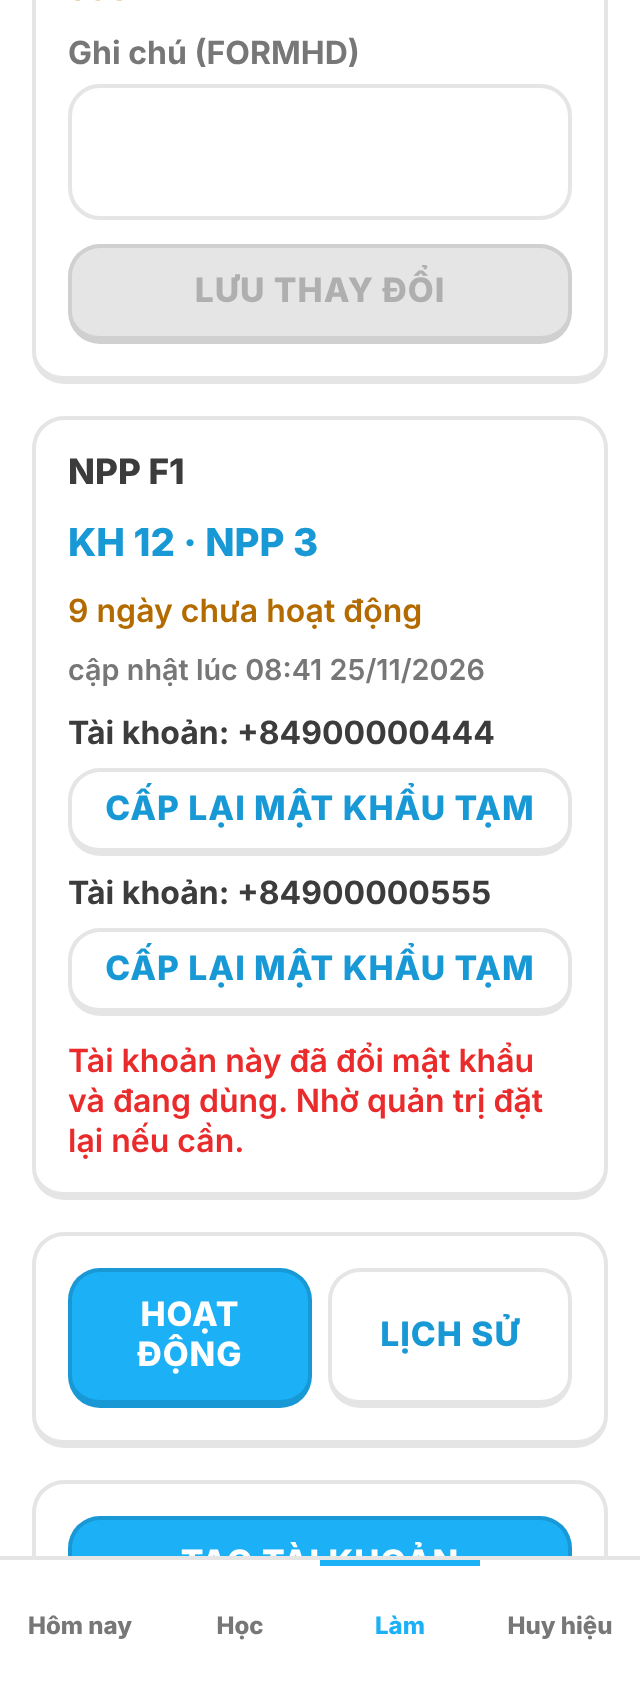 Ghi chú (FORMHD)
LƯU THAY ĐỔI
NPP F1
KH 12 · NPP 3
9 ngày chưa hoạt động
cập nhật lúc 08:41 25/11/2026
Tài khoản: +84900000444
CẤP LẠI MẬT KHẨU TẠM
Tài khoản: +84900000555
CẤP LẠI MẬT KHẨU TẠM
Tài khoản này đã đổi mật khẩu
và đang dùng. Nhờ quản trị đặt
lại nếu cần.
HOẠT
ĐỘNG
LỊCH SỬ
TẠO TÀI KHOẢN
Hôm nay
Học
Làm
Huy hiệu